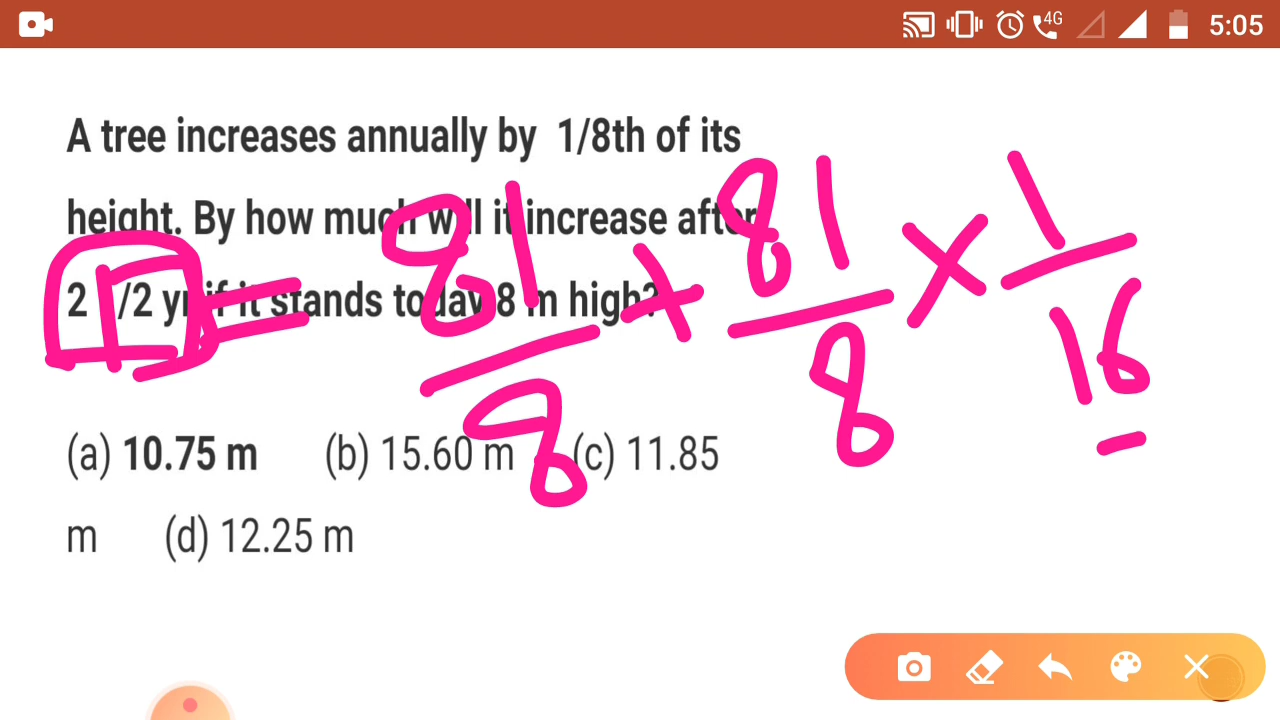 4G 5:05
A tree increases annually by 1/8th of its
height. By how much will it increase after
2 1/2 yr if it stands today 8 m high?
= 81/8 + 81/8 × 1/16
(a) 10.75 m (b) 15.60 m (c) 11.85
m (d) 12.25 m